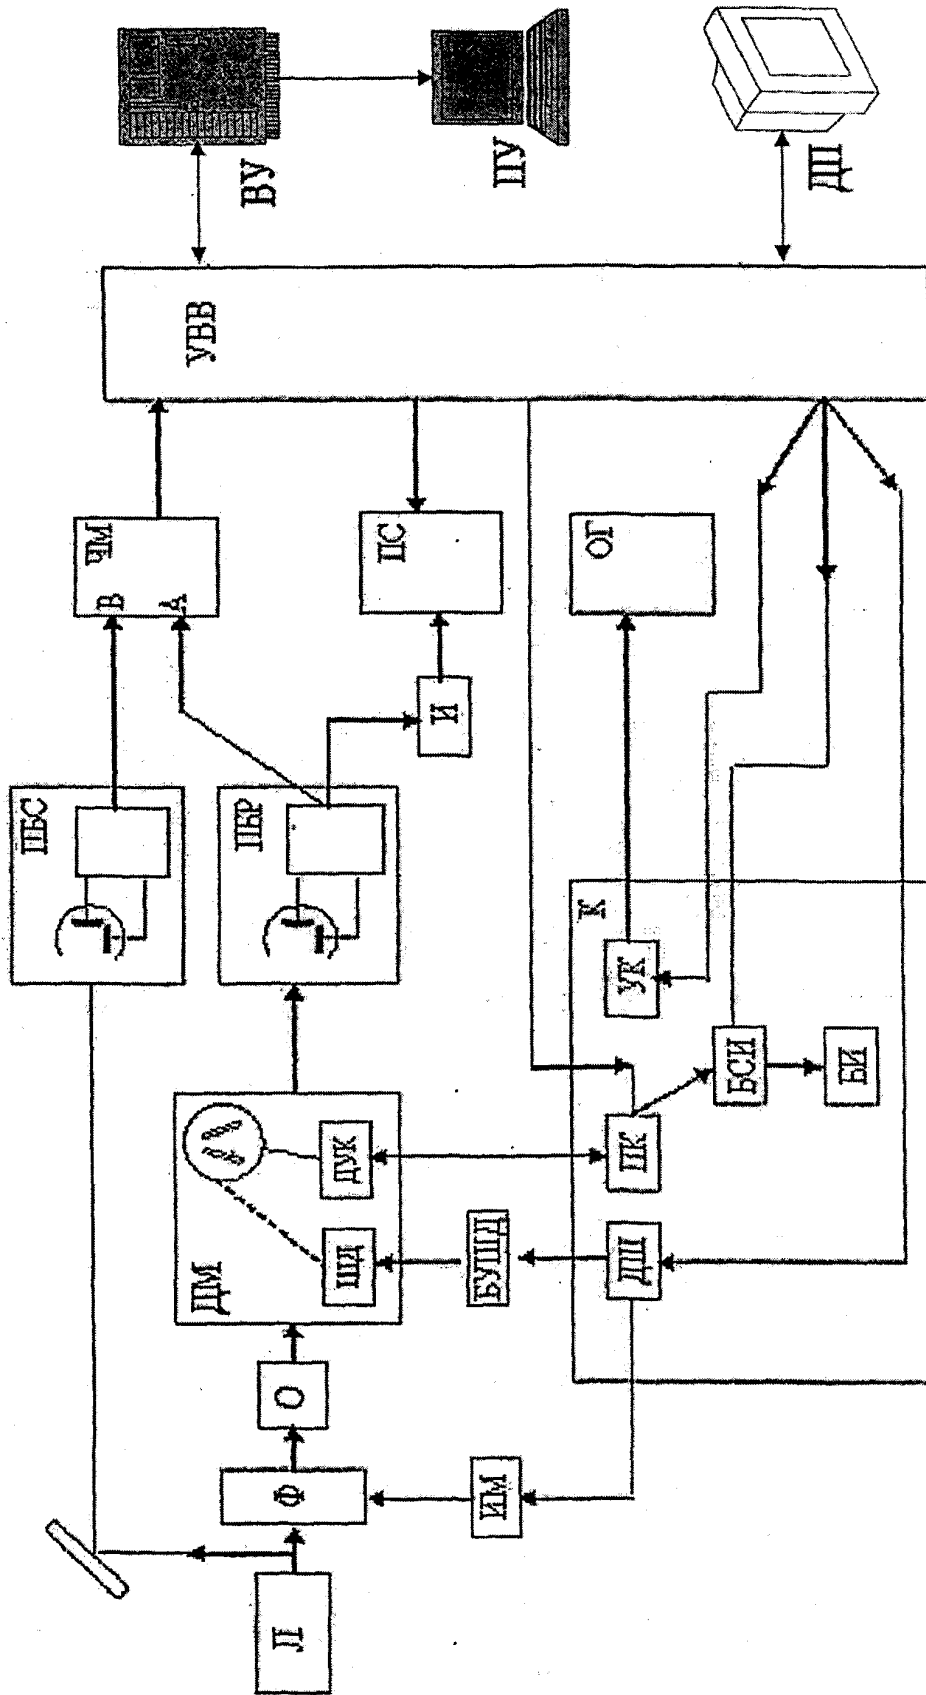 ПБС
ЧМ
В
А
ДМ
УВВ
ПБР
ВУ
Л
Ф
О
ШД
ДУК
ПС
И
ИМ
БУШД
ПУ
К
ОГ
ДШ
ПК
УК
БСИ
ДП
БИ